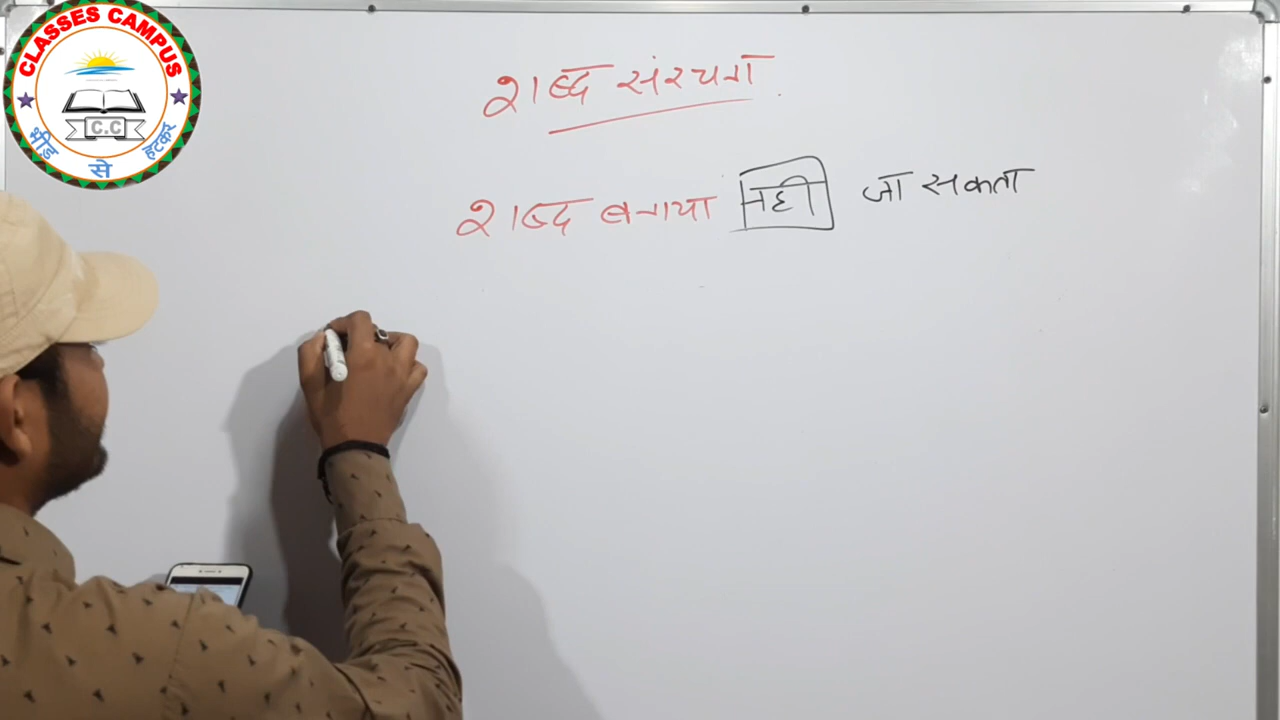 CLASSES CAMPUS
C.C
भीड़ से हटकर
शब्द संरचना
शब्द बनाया नही जा सकता